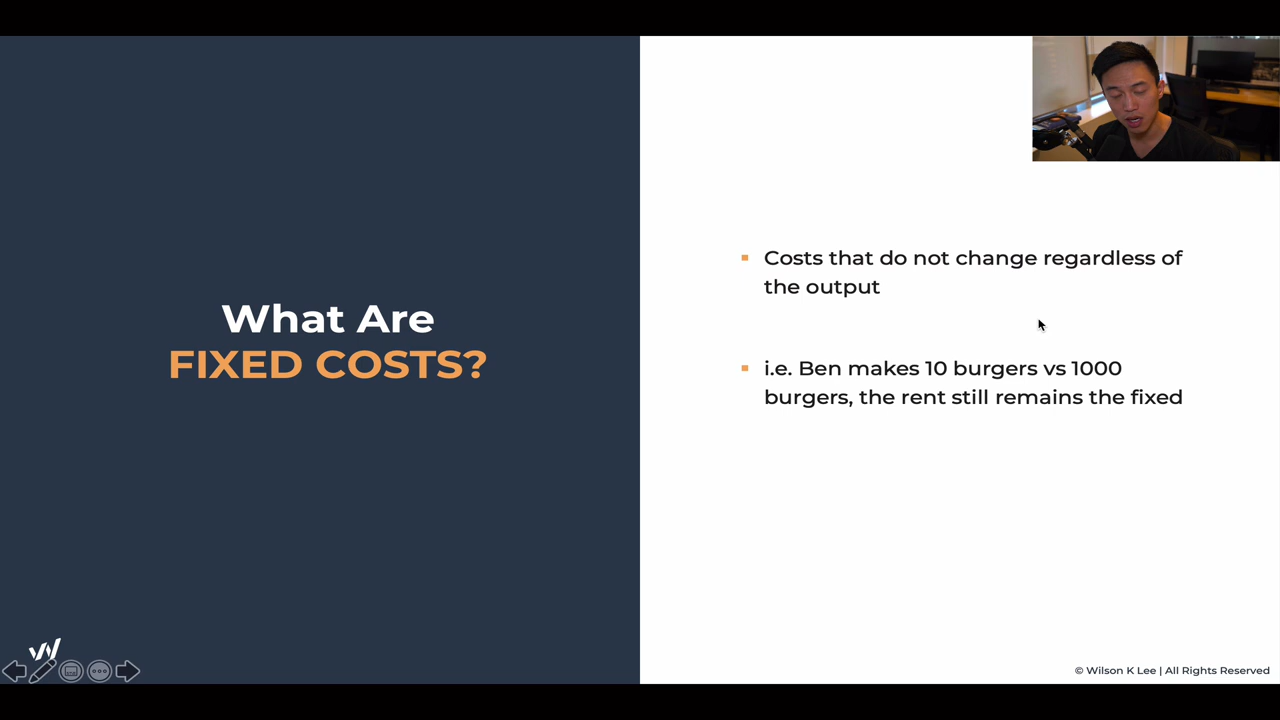 What Are
FIXED COSTS?
Costs that do not change regardless of
the output
i.e. Ben makes 10 burgers vs 1000
burgers, the rent still remains the fixed
© Wilson K Lee | All Rights Reserved